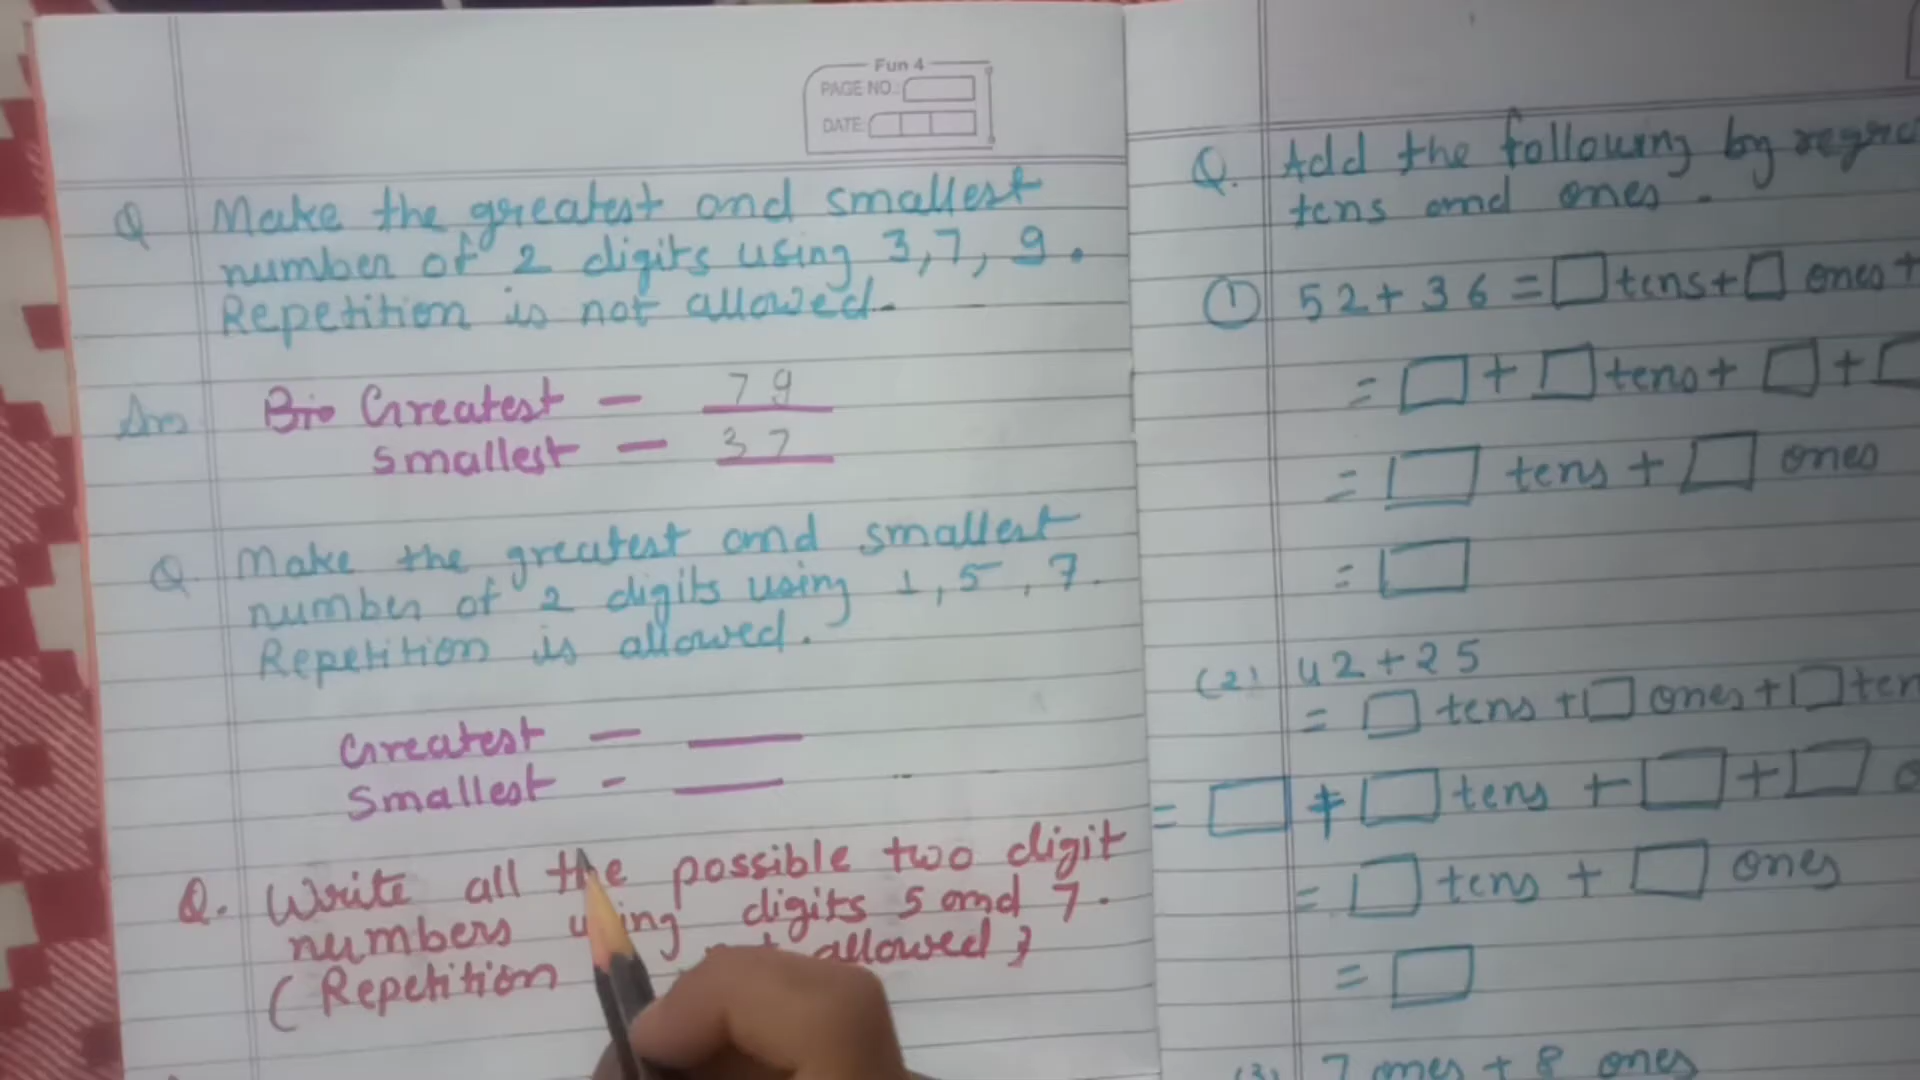 Fun 4
PAGE NO.:
DATE:
Q Make the greatest and smallest
number of 2 digits using 3, 7, 9.
Repetition is not allowed.
Ans Greatest - 79
smallest - 37
Q. Make the greatest and smallest
number of 2 digits using 1, 5, 7.
Repetition is allowed.
Greatest -
Smallest -
Q. Write all the possible two digit
numbers digits 5 and 7.
(Repetition allowed)
Q. Add the following by
tens and ones.
(1) 52 + 36 = □ tens + □ ones +
= □ + □ tens + □ + □
= □ tens + □ ones
= □
(2) 42 + 25
= □ tens + □ ones + □ ten
= □ + □ tens + □ + □
= □ tens + □ ones
= □
(3) 7 ones + 8 ones